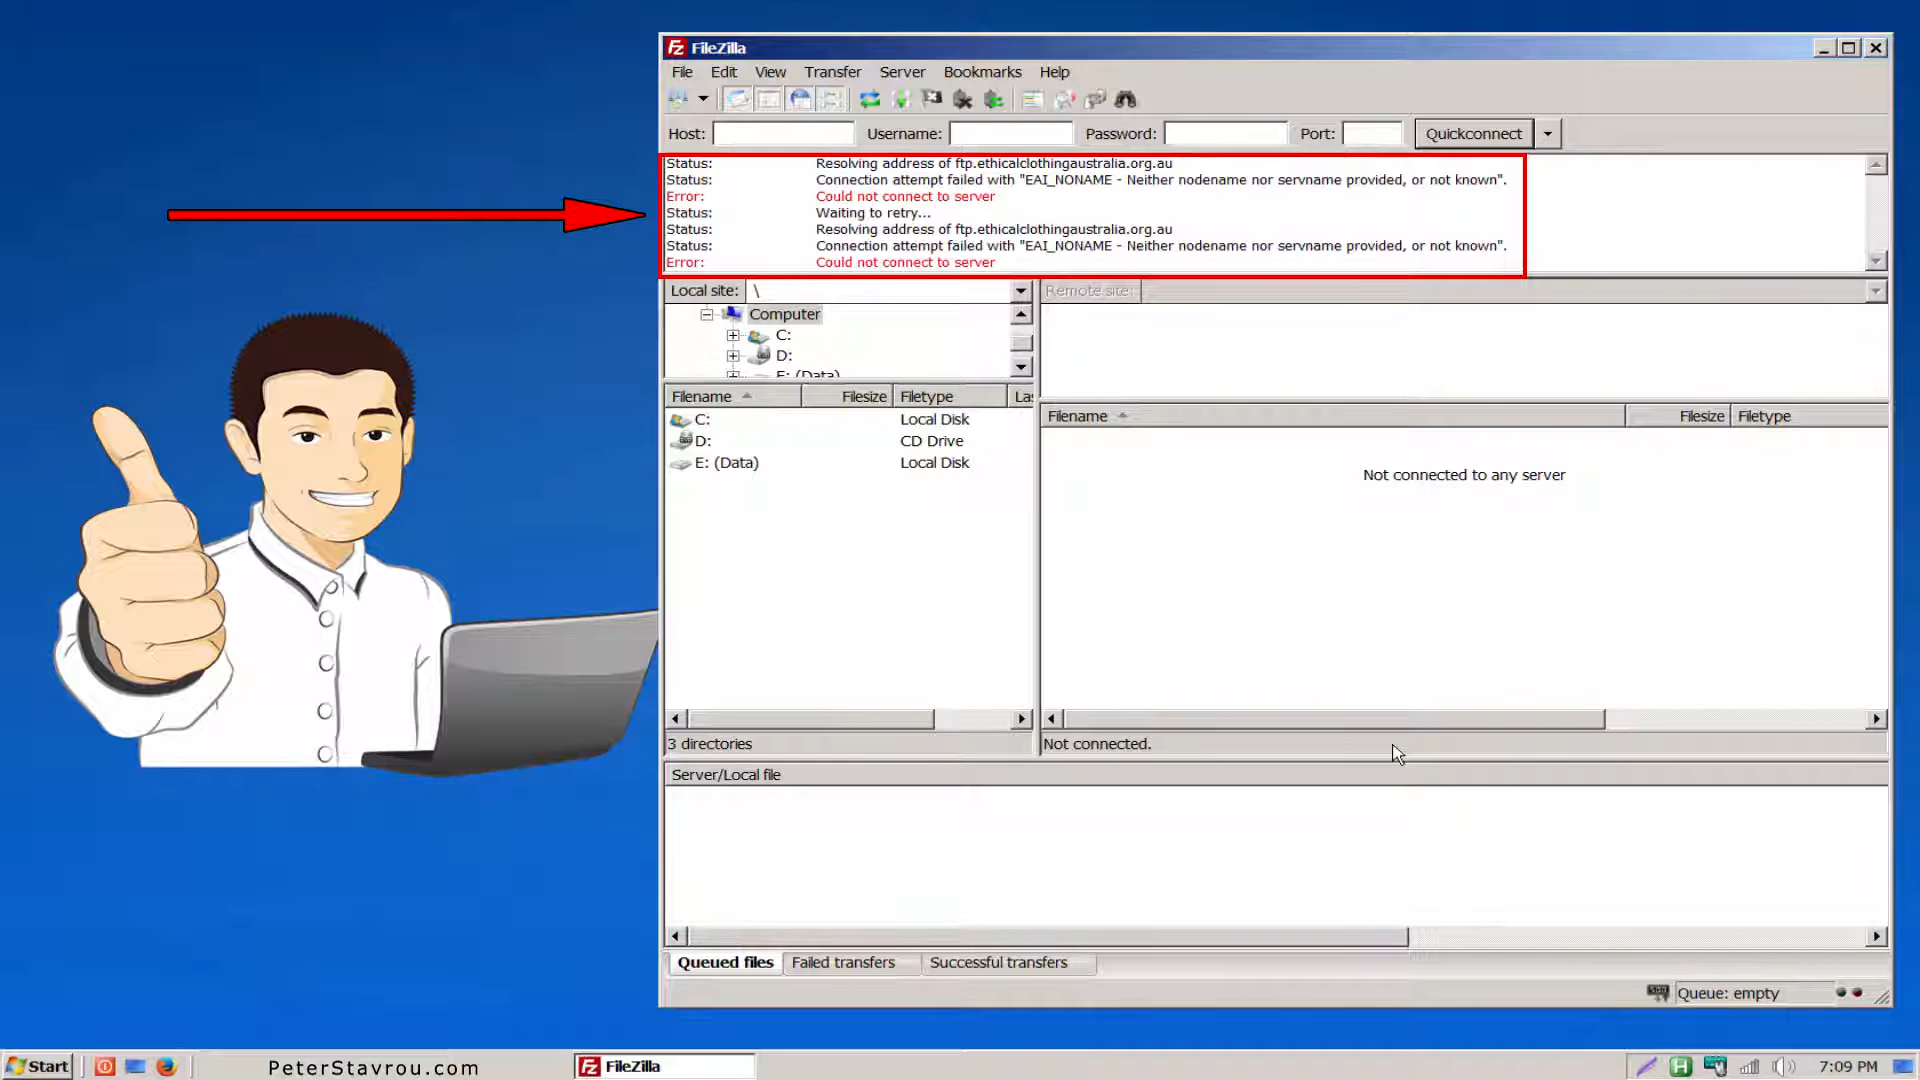 FileZilla
File Edit View Transfer Server Bookmarks Help
Host: Username: Password: Port: Quickconnect
Status: Resolving address of ftp.ethicalclothingaustralia.org.au
Status: Connection attempt failed with "EAI_NONAME - Neither nodename nor servname provided, or not known".
Error: Could not connect to server
Status: Waiting to retry...
Status: Resolving address of ftp.ethicalclothingaustralia.org.au
Status: Connection attempt failed with "EAI_NONAME - Neither nodename nor servname provided, or not known".
Error: Could not connect to server
Local site: \
Remote site:
Computer
C:
D:
E: (Data)
Filename Filesize Filetype Las
C: Local Disk
D: CD Drive
E: (Data) Local Disk
3 directories
Filename Filesize Filetype
Not connected to any server
Not connected.
Server/Local file
Queued files Failed transfers Successful transfers
Queue: empty
Start PeterStavrou.com FileZilla 7:09 PM